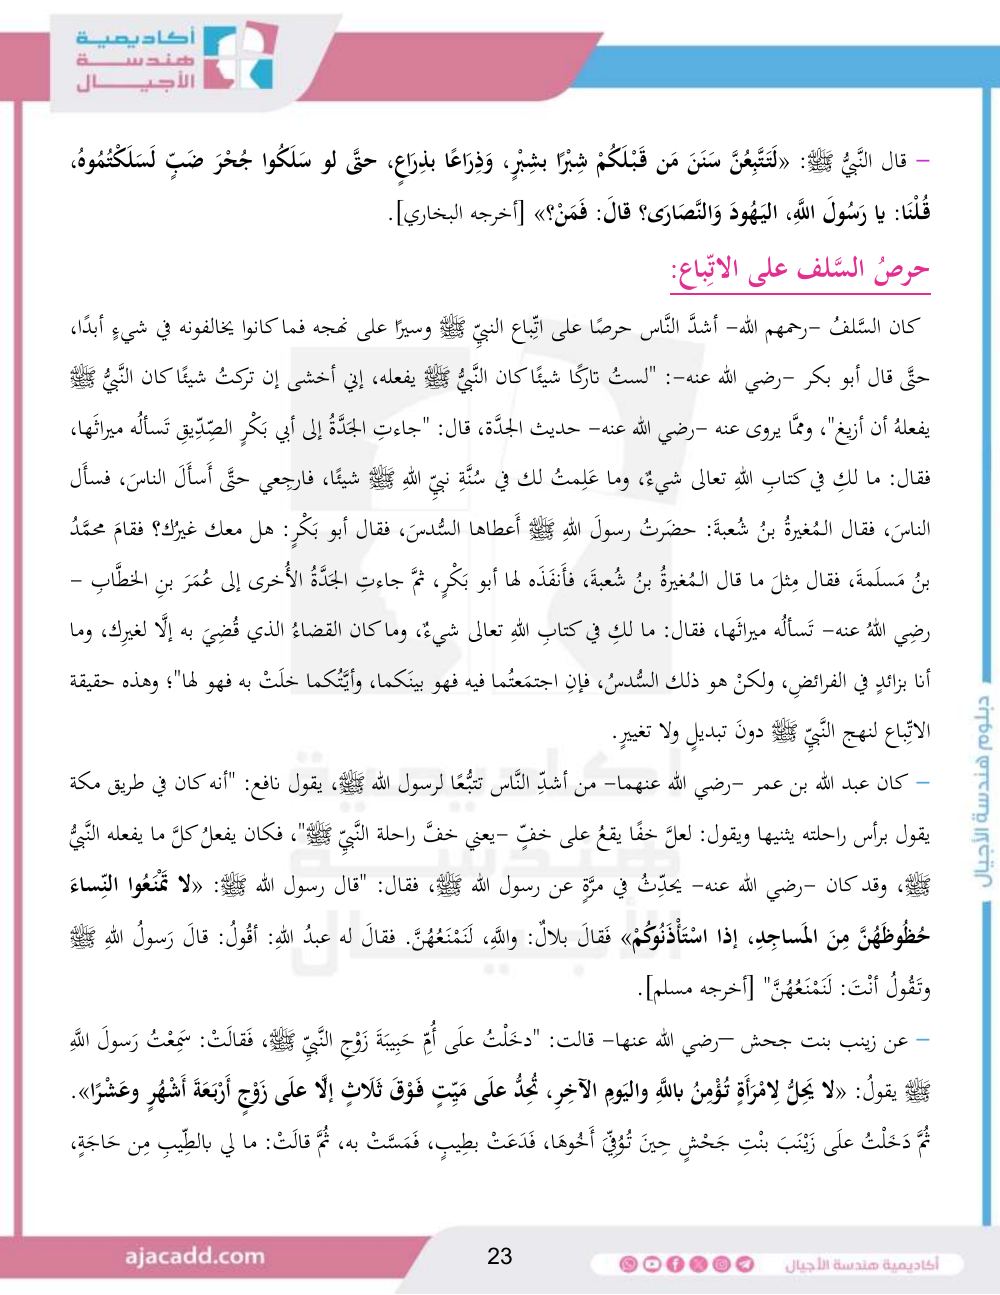 أكاديمية
هندسة
الأجيال
– قال النَّبيُّ ﷺ: «لَتَتَّبِعُنَّ سَنَنَ مَن قَبْلَكُمْ شِبْرًا بشِبْرٍ، وَذِرَاعًا بذِرَاعٍ، حتَّى لو سَلَكُوا جُحْرَ ضَبٍّ لَسَلَكْتُمُوهُ،
قُلْنَا: يا رَسُولَ اللَّهِ، اليَهُودَ وَالنَّصَارَى؟ قالَ: فَمَنْ؟» [أخرجه البخاري].
حرصُ السَّلف على الاتِّباع:
كان السَّلفُ –رحمهم الله– أشدَّ النَّاس حرصًا على اتِّباع النبيِّ ﷺ وسيرًا على نهجه فما كانوا يخالفونه في شيءٍ أبدًا،
حتَّى قال أبو بكر –رضي الله عنه–: "لستُ تاركًا شيئًا كان النَّبيُّ ﷺ يفعله، إني أخشى إن تركتُ شيئًا كان النَّبيُّ ﷺ
يفعلهُ أن أزيغ"، وممَّا يروى عنه –رضي الله عنه– حديث الجدَّة، قال: "جاءتِ الجَدَّةُ إلى أبي بَكْرٍ الصِّدِّيقِ تَسألُه ميراثَها،
فقال: ما لكِ في كتابِ اللهِ تعالى شيءٌ، وما عَلِمتُ لك في سُنَّةِ نبيِّ اللهِ ﷺ شيئًا، فارجِعي حتَّى أَسأَلَ الناسَ، فسأَل
الناسَ، فقال المُغيرةُ بنُ شُعبةَ: حضَرتُ رسولَ اللهِ ﷺ أَعطاها السُّدسَ، فقال أبو بَكْرٍ: هل معك غيرُك؟ فقامَ محمَّدُ
بنُ مَسلَمةَ، فقال مِثلَ ما قال المُغيرةُ بنُ شُعبةَ، فأَنفَذَه لها أبو بَكْرٍ، ثمَّ جاءتِ الجَدَّةُ الأُخرى إلى عُمَرَ بنِ الخطَّابِ –
رضِي اللهُ عنه– تَسألُه ميراثَها، فقال: ما لكِ في كتابِ اللهِ تعالى شيءٌ، وما كان القضاءُ الذي قُضِيَ به إلَّا لغيرِك، وما
أنا بزائدٍ في الفرائضِ، ولكنْ هو ذلك السُّدسُ، فإنِ اجتمَعتُما فيه فهو بينَكما، وأيَّتُكما خلَتْ به فهو لها"؛ وهذه حقيقة
الاتِّباع لنهج النَّبيِّ ﷺ دونَ تبديلٍ ولا تغييرٍ.
– كان عبد الله بن عمر –رضي الله عنهما– من أشدِّ النَّاس تتبُّعًا لرسول الله ﷺ، يقول نافع: "أنه كان في طريق مكة
يقول برأس راحلته يثنيها ويقول: لعلَّ خفًا يقعُ على خفٍّ –يعني خفَّ راحلة النَّبيِّ ﷺ"، فكان يفعلُ كلَّ ما يفعله النَّبيُّ
ﷺ، وقد كان –رضي الله عنه– يحدِّثُ في مرَّةٍ عن رسول الله ﷺ، فقال: "قال رسول الله ﷺ: «لا تَمْنَعُوا النِّساءَ
حُظُوظَهُنَّ مِنَ المَساجِدِ، إذا اسْتَأْذَنُوكُمْ» فَقالَ بلالٌ: واللَّهِ، لَنَمْنَعُهُنَّ. فقالَ له عبدُ اللهِ: أقُولُ: قالَ رَسولُ اللهِ ﷺ
وتَقُولُ أنْتَ: لَنَمْنَعُهُنَّ" [أخرجه مسلم].
– عن زينب بنت جحش –رضي الله عنها– قالت: "دخَلْتُ علَى أُمِّ حَبِيبَةَ زَوْجِ النَّبيِّ ﷺ، فَقالَتْ: سَمِعْتُ رَسولَ اللَّهِ
ﷺ يقولُ: «لا يَحِلُّ لِامْرَأَةٍ تُؤْمِنُ باللَّهِ واليَومِ الآخِرِ، تُحِدُّ علَى مَيِّتٍ فَوْقَ ثَلَاثٍ إلَّا علَى زَوْجٍ أَرْبَعَةَ أَشْهُرٍ وعَشْرًا».
ثُمَّ دَخَلْتُ علَى زَيْنَبَ بنْتِ جَحْشٍ حِينَ تُوُفِّيَ أَخُوهَا، فَدَعَتْ بطِيبٍ، فَمَسَّتْ به، ثُمَّ قالَتْ: ما لي بالطِّيبِ مِن حَاجَةٍ،
دبلوم هندسة الأجيال
أكاديمية
هندسة
الأجيال
ajacadd.com
23
أكاديمية هندسة الأجيال